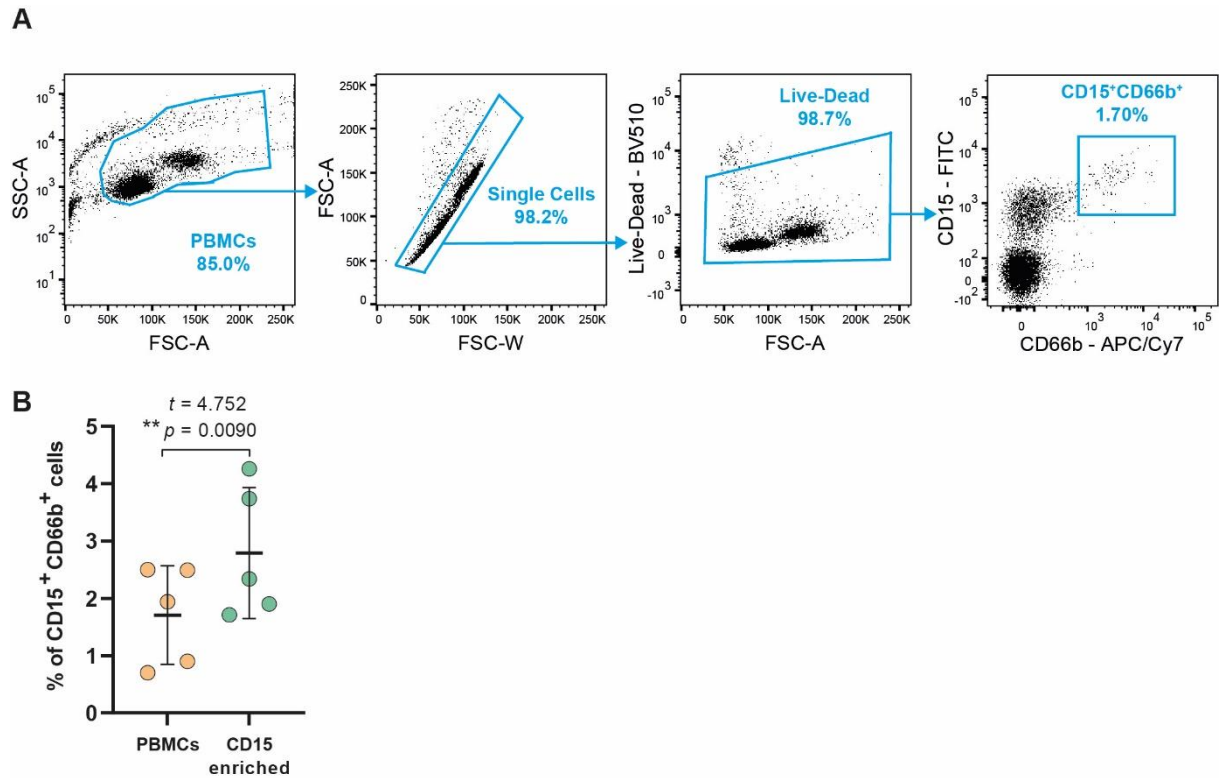 A
SSC-A
10⁵
10⁴
10³
10²
10¹
PBMCs
85.0%
0 50K 100K 150K 200K 250K
FSC-A
FSC-A
250K
200K
150K
100K
50K
0
Single Cells
98.2%
0 50K 100K 150K 200K 250K
FSC-W
Live-Dead - BV510
10⁵
10⁴
10³
0
-10³
Live-Dead
98.7%
0 50K 100K 150K 200K 250K
FSC-A
CD15 - FITC
10⁵
10⁴
10³
10²
0
-10²
CD15⁺CD66b⁺
1.70%
0 10³ 10⁴ 10⁵
CD66b - APC/Cy7
B
t = 4.752
** p = 0.0090
% of CD15⁺ CD66b⁺ cells
5
4
3
2
1
0
PBMCs CD15
enriched